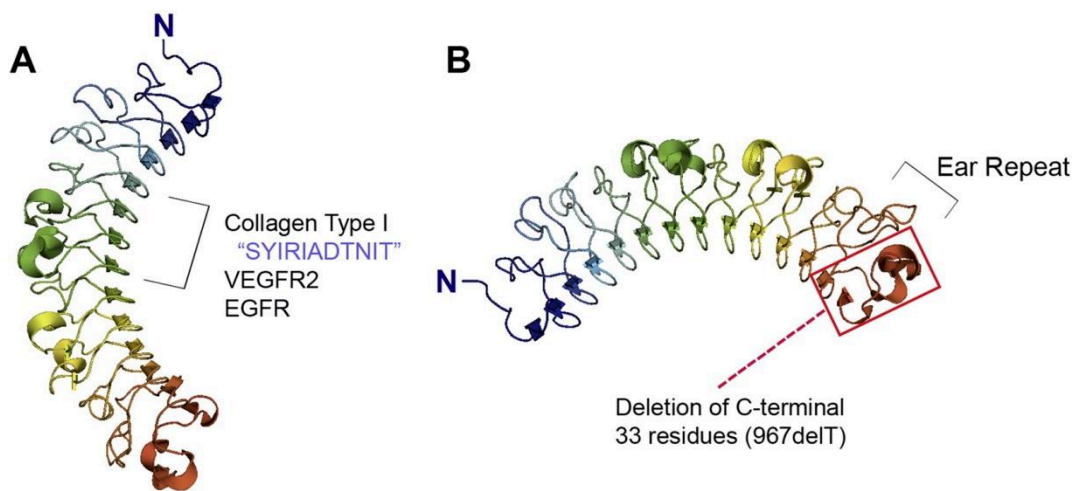 A
N
Collagen Type I
“SYIRIADTNIT”
VEGFR2
EGFR
B
Ear Repeat
N
Deletion of C-terminal
33 residues (967delT)